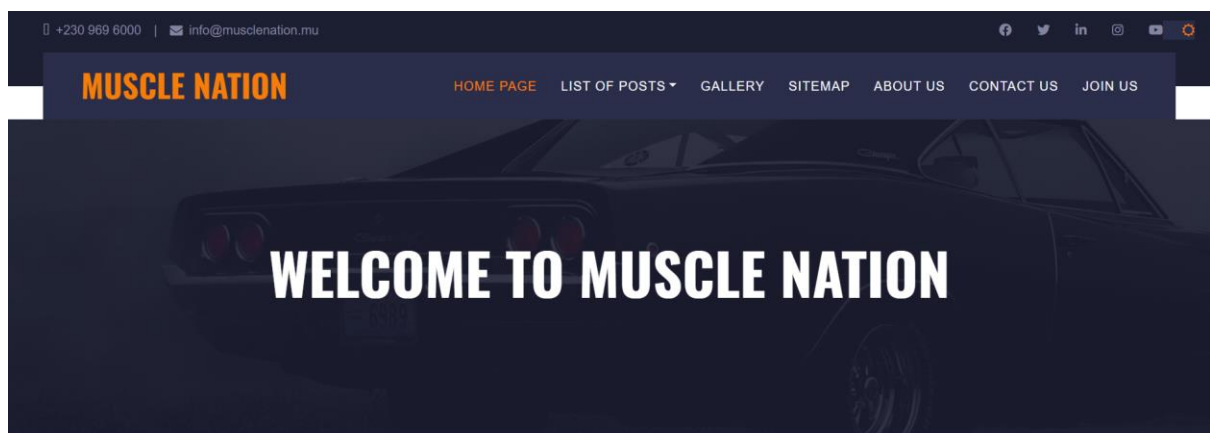 +230 969 6000 | info@musclenation.mu
MUSCLE NATION
HOME PAGE LIST OF POSTS GALLERY SITEMAP ABOUT US CONTACT US JOIN US
WELCOME TO MUSCLE NATION